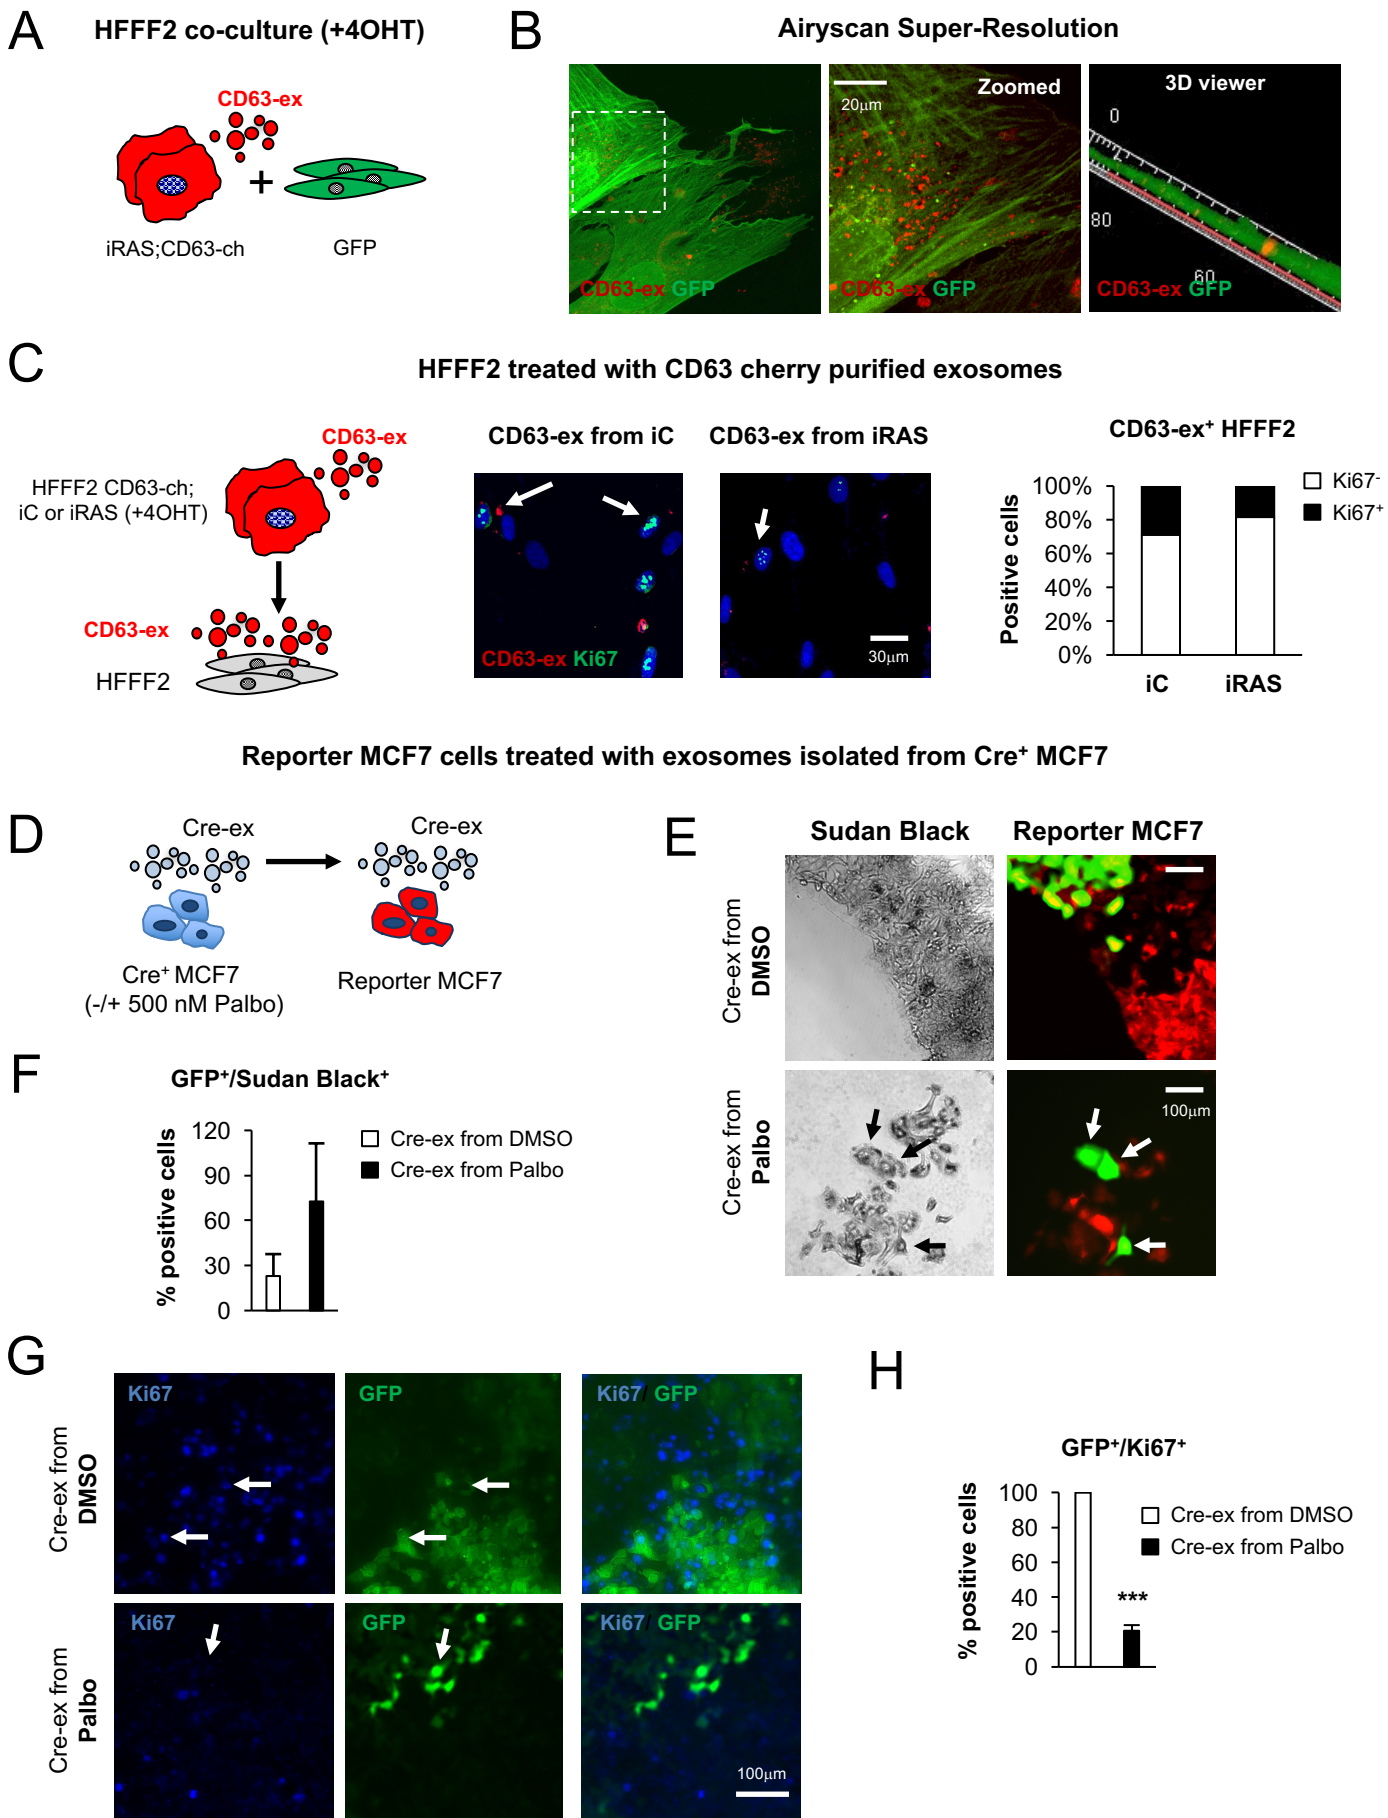 A
HFFF2 co-culture (+4OHT)
CD63-ex
+
iRAS;CD63-ch
GFP
B
Airyscan Super-Resolution
CD63-ex GFP
20µm
Zoomed
CD63-ex GFP
3D viewer
0
80
60
CD63-ex GFP
C
HFFF2 treated with CD63 cherry purified exosomes
CD63-ex
HFFF2 CD63-ch;
iC or iRAS (+4OHT)
CD63-ex
HFFF2
CD63-ex from iC
CD63-ex Ki67
CD63-ex from iRAS
30µm
CD63-ex⁺ HFFF2
Positive cells
100%
80%
60%
40%
20%
0%
iC
iRAS
Ki67⁻
Ki67⁺
Reporter MCF7 cells treated with exosomes isolated from Cre⁺ MCF7
D
Cre-ex
Cre-ex
Cre⁺ MCF7
(-/+ 500 nM Palbo)
Reporter MCF7
E
Sudan Black
Reporter MCF7
Cre-ex from
DMSO
Cre-ex from
Palbo
100µm
F
GFP⁺/Sudan Black⁺
% positive cells
120
90
60
30
0
Cre-ex from DMSO
Cre-ex from Palbo
G
Cre-ex from
DMSO
Ki67
GFP
Ki67/ GFP
Cre-ex from
Palbo
Ki67
GFP
Ki67/ GFP
100µm
H
GFP⁺/Ki67⁺
% positive cells
100
80
60
40
20
0
***
Cre-ex from DMSO
Cre-ex from Palbo